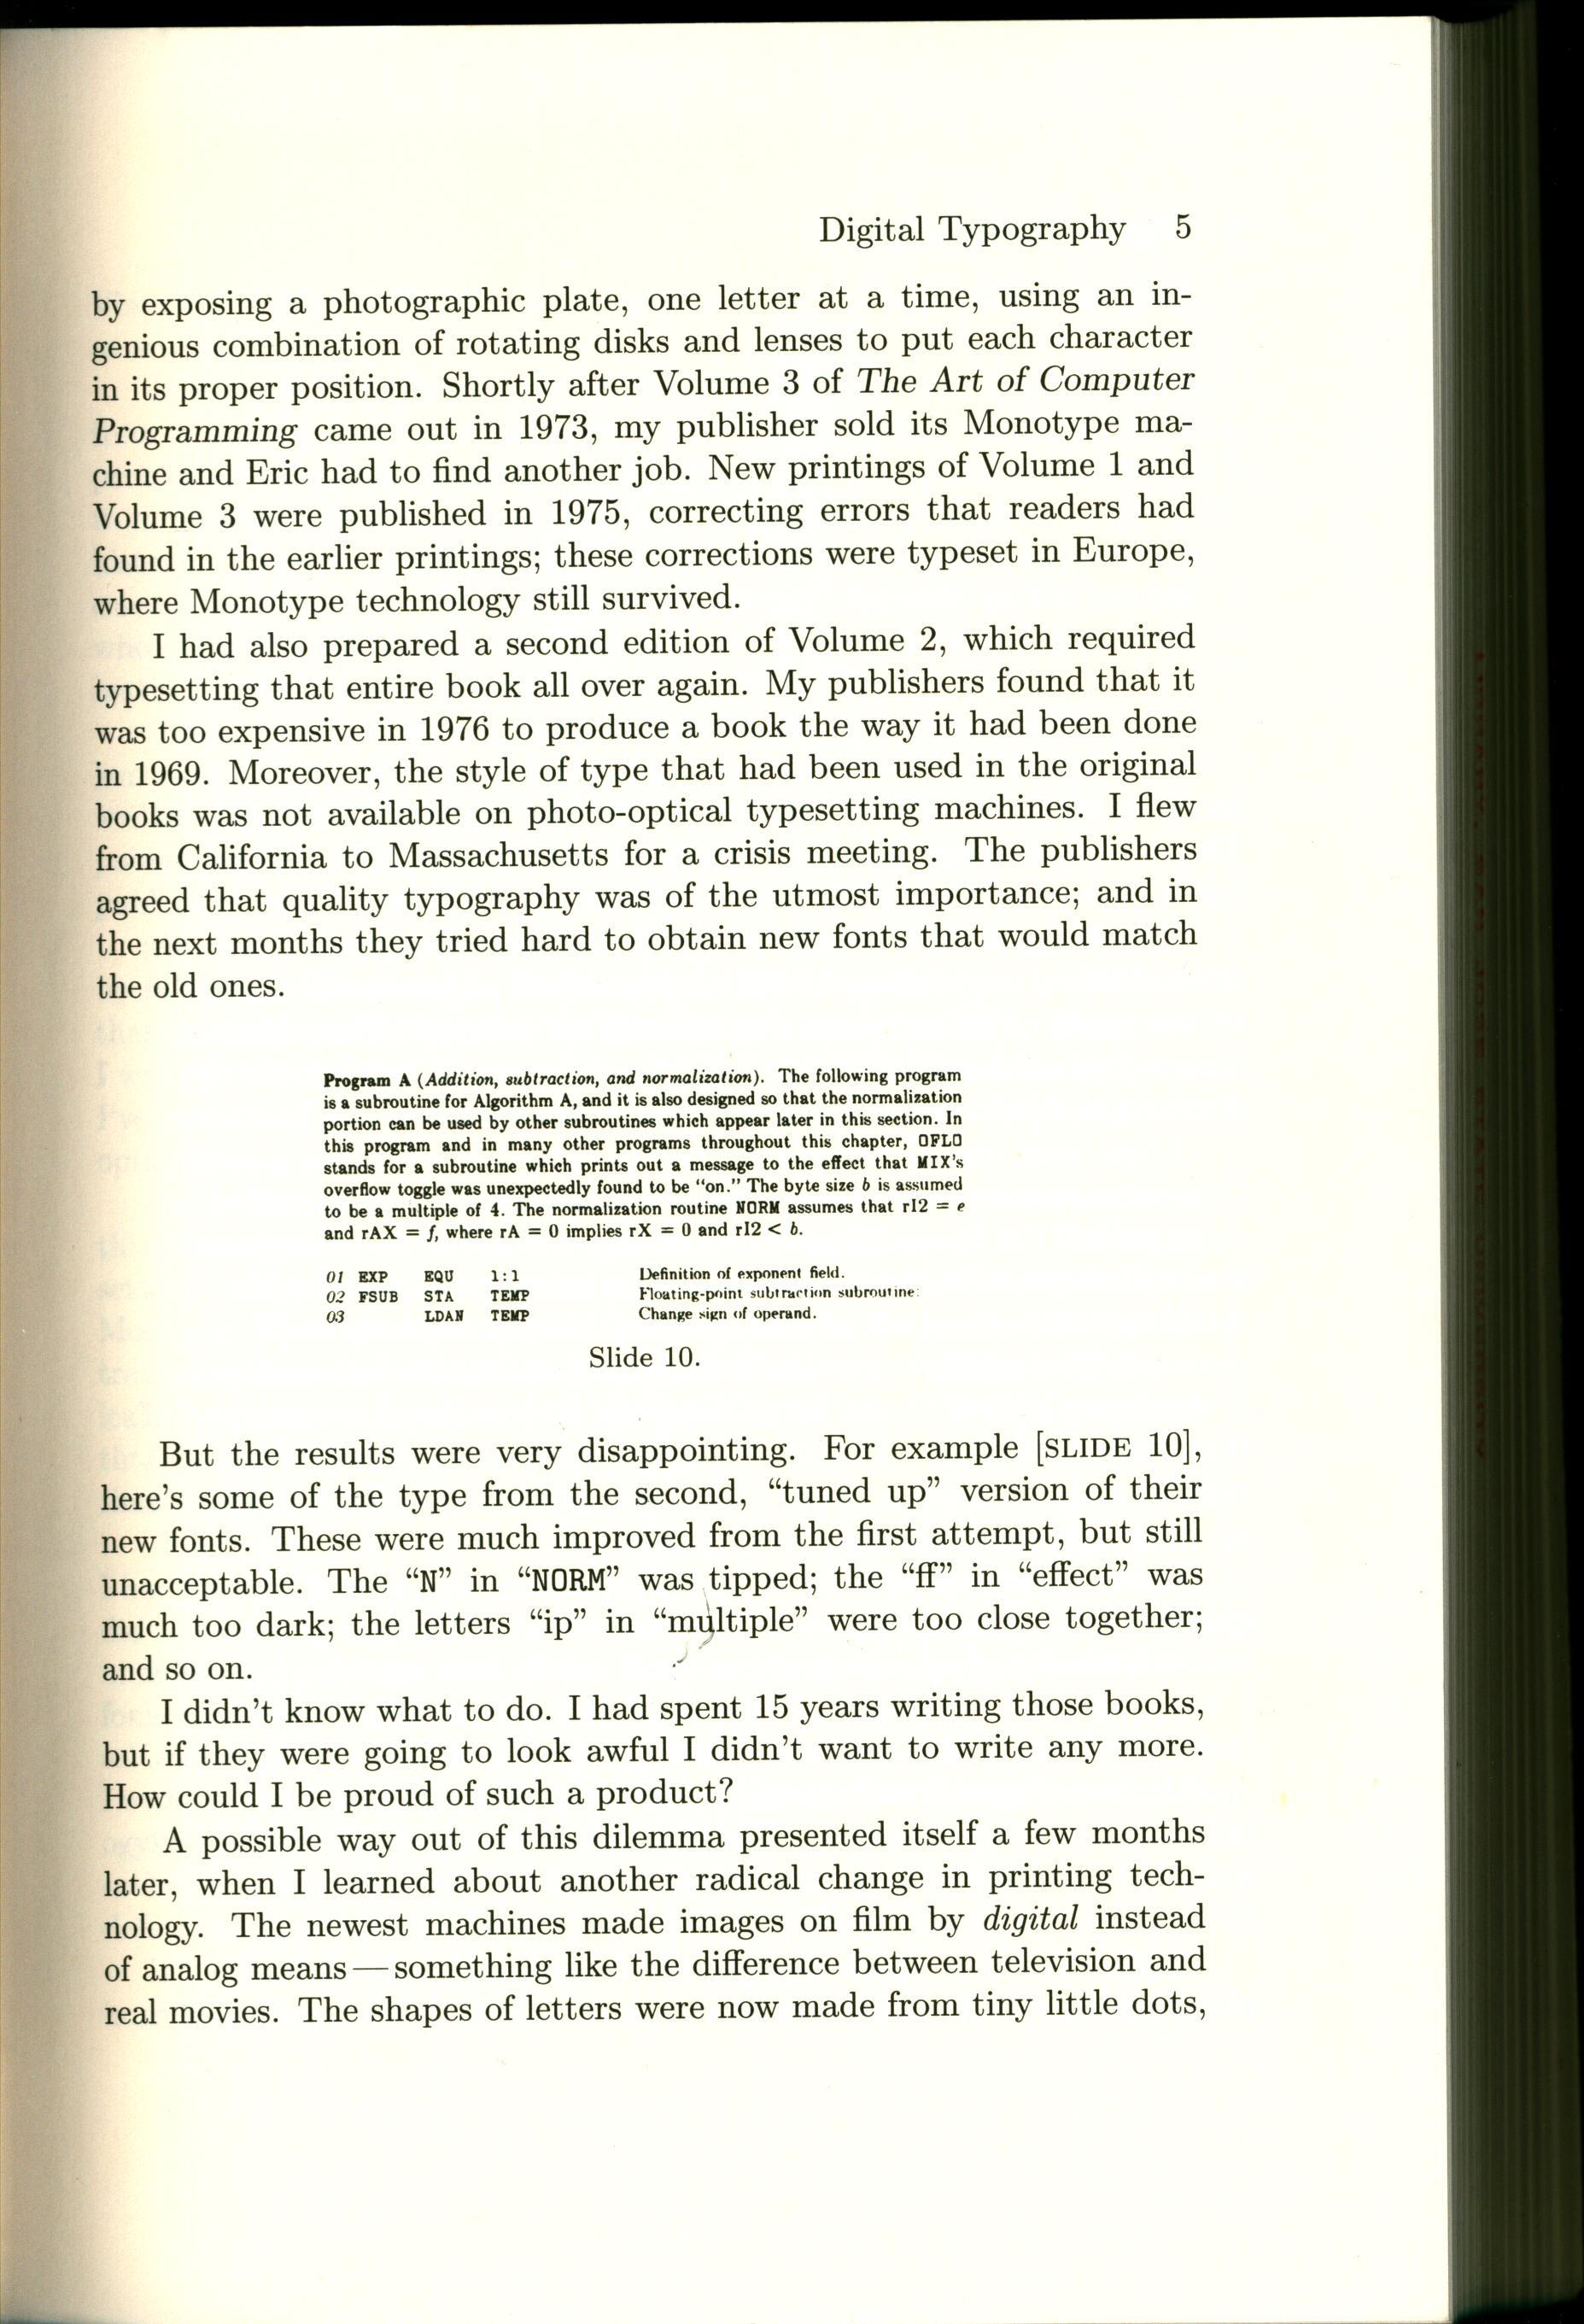 Digital Typography 5
by exposing a photographic plate, one letter at a time, using an in-
genious combination of rotating disks and lenses to put each character
in its proper position. Shortly after Volume 3 of The Art of Computer
Programming came out in 1973, my publisher sold its Monotype ma-
chine and Eric had to find another job. New printings of Volume 1 and
Volume 3 were published in 1975, correcting errors that readers had
found in the earlier printings; these corrections were typeset in Europe,
where Monotype technology still survived.
I had also prepared a second edition of Volume 2, which required
typesetting that entire book all over again. My publishers found that it
was too expensive in 1976 to produce a book the way it had been done
in 1969. Moreover, the style of type that had been used in the original
books was not available on photo-optical typesetting machines. I flew
from California to Massachusetts for a crisis meeting. The publishers
agreed that quality typography was of the utmost importance; and in
the next months they tried hard to obtain new fonts that would match
the old ones.
Program A (Addition, subtraction, and normalization). The following program
is a subroutine for Algorithm A, and it is also designed so that the normalization
portion can be used by other subroutines which appear later in this section. In
this program and in many other programs throughout this chapter, OFLO
stands for a subroutine which prints out a message to the effect that MIX's
overflow toggle was unexpectedly found to be "on." The byte size b is assumed
to be a multiple of 4. The normalization routine NORM assumes that rI2 = e
and rAX = f, where rA = 0 implies rX = 0 and rI2 < b.
01 EXP EQU 1:1 Definition of exponent field.
02 FSUB STA TEMP Floating-point subtraction subroutine:
03 LDAN TEMP Change sign of operand.
Slide 10.
But the results were very disappointing. For example [SLIDE 10],
here's some of the type from the second, “tuned up” version of their
new fonts. These were much improved from the first attempt, but still
unacceptable. The “N” in “NORM” was tipped; the “ff” in “effect” was
much too dark; the letters “ip” in “multiple” were too close together;
and so on.
I didn't know what to do. I had spent 15 years writing those books,
but if they were going to look awful I didn't want to write any more.
How could I be proud of such a product?
A possible way out of this dilemma presented itself a few months
later, when I learned about another radical change in printing tech-
nology. The newest machines made images on film by digital instead
of analog means—something like the difference between television and
real movies. The shapes of letters were now made from tiny little dots,